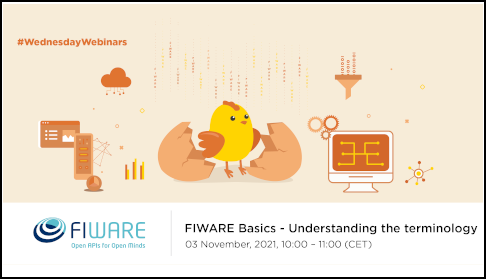 #WednesdayWebinars
FIWARE
Open APIs for Open Minds
FIWARE Basics - Understanding the terminology
03 November, 2021, 10:00 – 11:00 (CET)